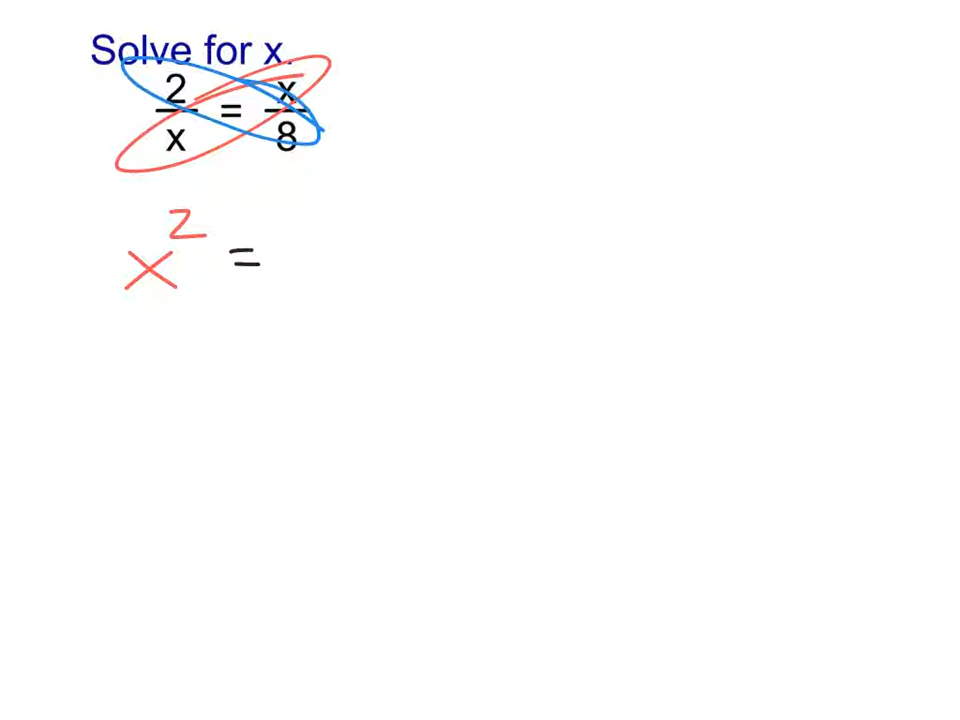 Solve for x.
2/x = x/8
x² =